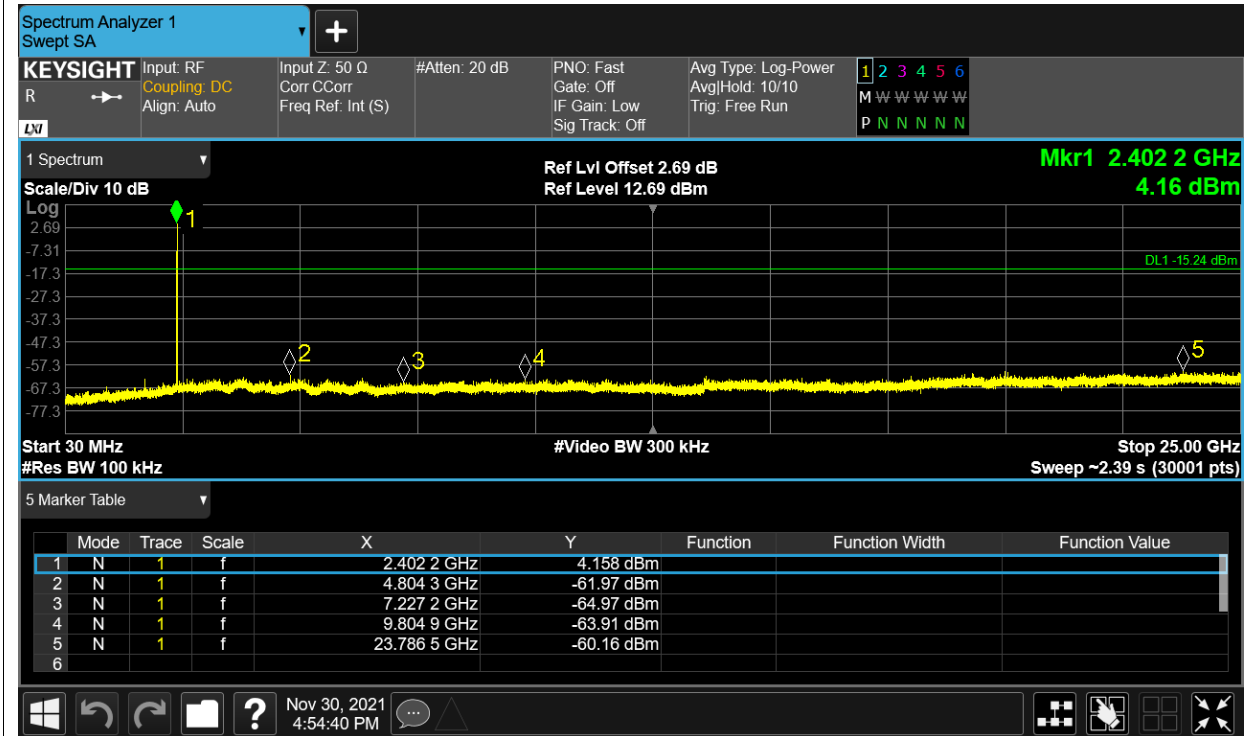 Spectrum Analyzer 1
Swept SA
KEYSIGHT
R
LXI
Input: RF
Coupling: DC
Align: Auto
Input Z: 50 Ω
Corr CCorr
Freq Ref: Int (S)
#Atten: 20 dB
PNO: Fast
Gate: Off
IF Gain: Low
Sig Track: Off
Avg Type: Log-Power
Avg|Hold: 10/10
Trig: Free Run
1 2 3 4 5 6
M W W W W W
P N N N N N
1 Spectrum
Scale/Div 10 dB
Ref Lvl Offset 2.69 dB
Ref Level 12.69 dBm
Mkr1 2.402 2 GHz
4.16 dBm
Log
2.69
-7.31
-17.3
-27.3
-37.3
-47.3
-57.3
-67.3
-77.3
1
2
3
4
5
DL1 -15.24 dBm
Start 30 MHz
#Video BW 300 kHz
Stop 25.00 GHz
#Res BW 100 kHz
Sweep ~2.39 s (30001 pts)
5 Marker Table
Mode Trace Scale X Y Function Function Width Function Value
1 N 1 f 2.402 2 GHz 4.158 dBm
2 N 1 f 4.804 3 GHz -61.97 dBm
3 N 1 f 7.227 2 GHz -64.97 dBm
4 N 1 f 9.804 9 GHz -63.91 dBm
5 N 1 f 23.786 5 GHz -60.16 dBm
6
?
Nov 30, 2021
4:54:40 PM